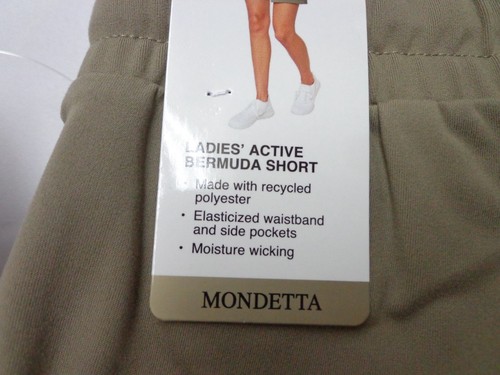 LADIES' ACTIVE
BERMUDA SHORT
• Made with recycled
polyester
• Elasticized waistband
and side pockets
• Moisture wicking
MONDETTA